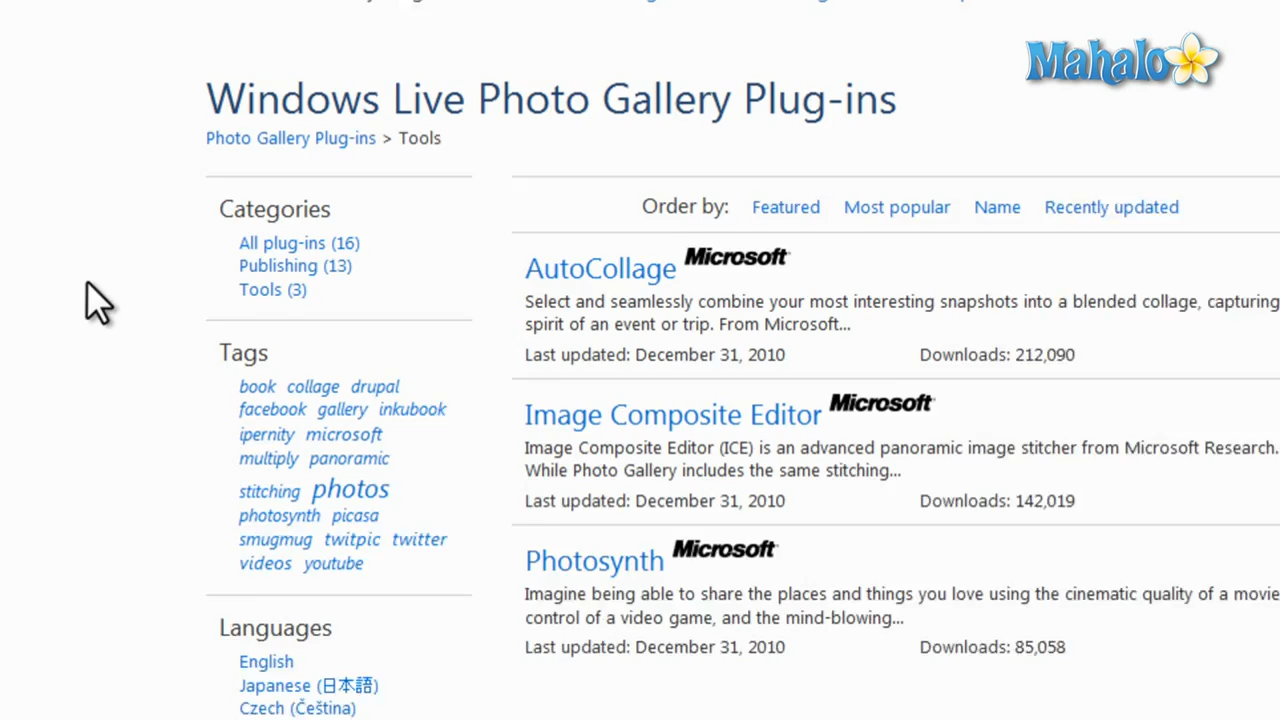 Mahalo
Windows Live Photo Gallery Plug-ins
Photo Gallery Plug-ins > Tools
Categories
All plug-ins (16)
Publishing (13)
Tools (3)
Tags
book collage drupal
facebook gallery inkubook
ipernity microsoft
multiply panoramic
stitching photos
photosynth picasa
smugmug twitpic twitter
videos youtube
Languages
English
Japanese (日本語)
Czech (Čeština)
Order by: Featured Most popular Name Recently updated
AutoCollage Microsoft
Select and seamlessly combine your most interesting snapshots into a blended collage, capturing
spirit of an event or trip. From Microsoft...
Last updated: December 31, 2010 Downloads: 212,090
Image Composite Editor Microsoft
Image Composite Editor (ICE) is an advanced panoramic image stitcher from Microsoft Research.
While Photo Gallery includes the same stitching...
Last updated: December 31, 2010 Downloads: 142,019
Photosynth Microsoft
Imagine being able to share the places and things you love using the cinematic quality of a movie
control of a video game, and the mind-blowing...
Last updated: December 31, 2010 Downloads: 85,058